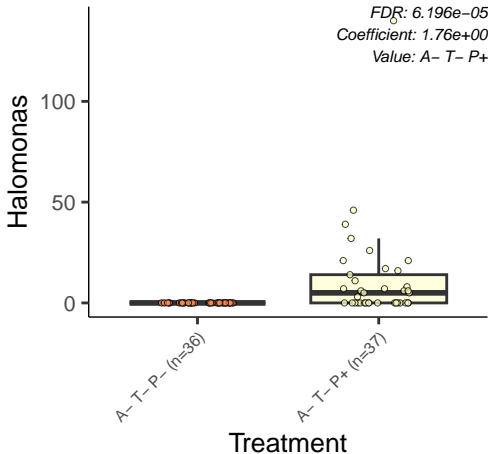 FDR: 6.196e−05
Coefficient: 1.76e+00
Value: A− T− P+
Halomonas
100
50
0
A− T− P− (n=36)
A− T− P+ (n=37)
Treatment